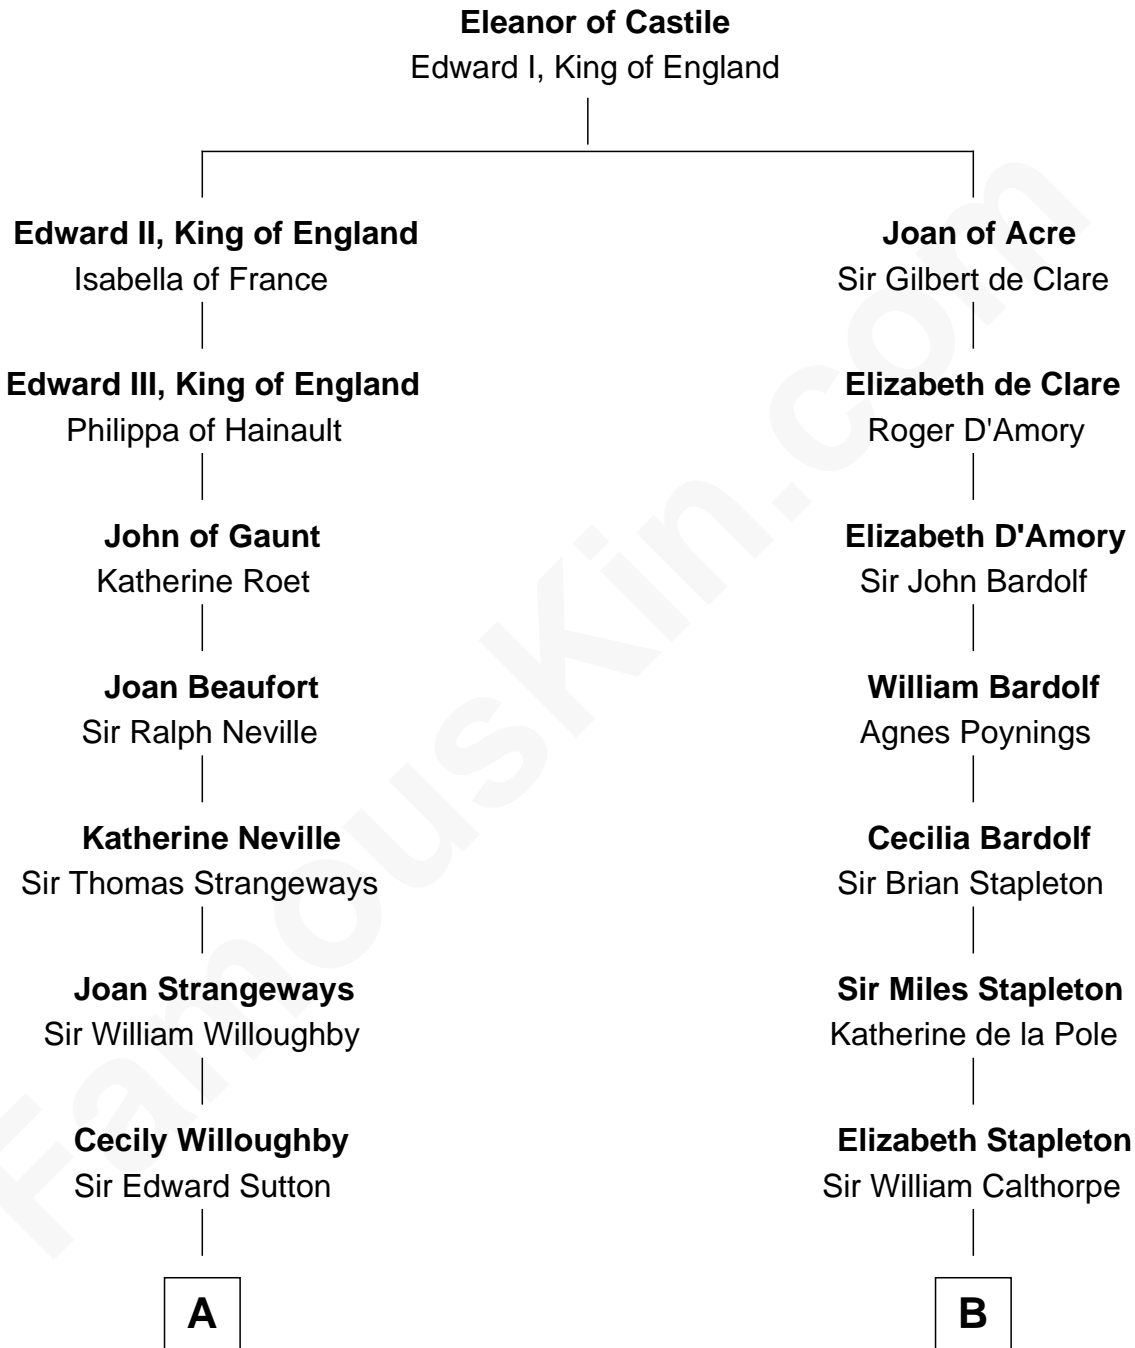 Eleanor of Castile
Edward I, King of England
Edward II, King of England
Isabella of France
Joan of Acre
Sir Gilbert de Clare
Edward III, King of England
Philippa of Hainault
Elizabeth de Clare
Roger D'Amory
John of Gaunt
Katherine Roet
Elizabeth D'Amory
Sir John Bardolf
Joan Beaufort
Sir Ralph Neville
William Bardolf
Agnes Poynings
Katherine Neville
Sir Thomas Strangeways
Cecilia Bardolf
Sir Brian Stapleton
Joan Strangeways
Sir William Willoughby
Sir Miles Stapleton
Katherine de la Pole
Cecily Willoughby
Sir Edward Sutton
Elizabeth Stapleton
Sir William Calthorpe
A
B
FamousKin.com